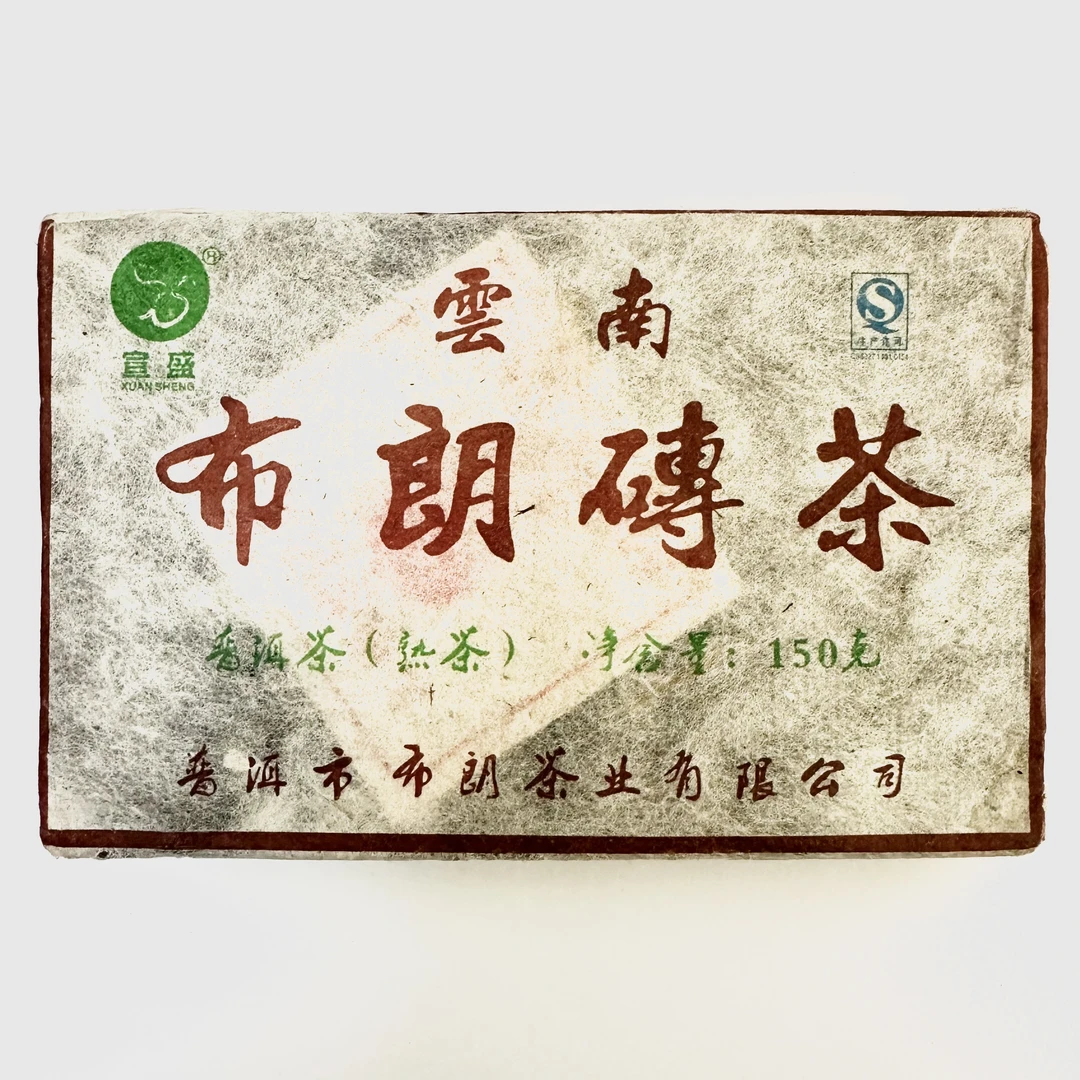 雲南
宣盛
XUAN SHENG
布朗磚茶
普洱茶(熟茶) 净含量:150克
普洱市布朗茶业有限公司